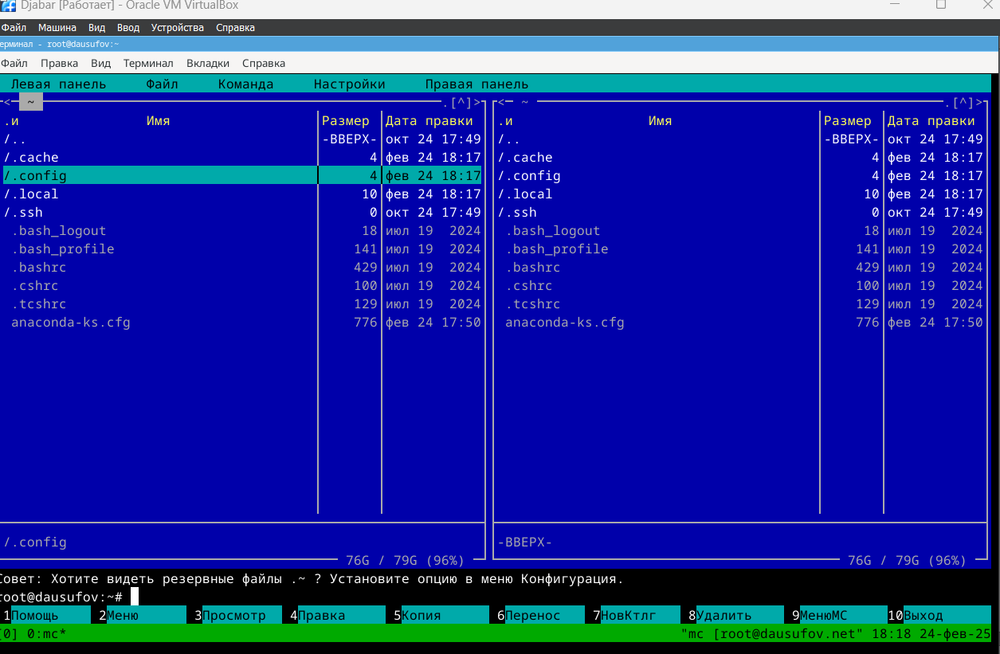 Djabar [Работает] - Oracle VM VirtualBox
Файл Машина Вид Ввод Устройства Справка
ерминал - root@dausufov:~
Файл Правка Вид Терминал Вкладки Справка
Левая панель Файл Команда Настройки Правая панель
<─ ~ ─.[^]>┐ ┌<─ ~ ─.[^]>┐
.и Имя Размер Дата правки .и Имя Размер Дата правки
/.. -ВВЕРХ- окт 24 17:49 /.. -ВВЕРХ- окт 24 17:49
/.cache 4 фев 24 18:17 /.cache 4 фев 24 18:17
/.config 4 фев 24 18:17 /.config 4 фев 24 18:17
/.local 10 фев 24 18:17 /.local 10 фев 24 18:17
/.ssh 0 окт 24 17:49 /.ssh 0 окт 24 17:49
.bash_logout 18 июл 19 2024 .bash_logout 18 июл 19 2024
.bash_profile 141 июл 19 2024 .bash_profile 141 июл 19 2024
.bashrc 429 июл 19 2024 .bashrc 429 июл 19 2024
.cshrc 100 июл 19 2024 .cshrc 100 июл 19 2024
.tcshrc 129 июл 19 2024 .tcshrc 129 июл 19 2024
anaconda-ks.cfg 776 фев 24 17:50 anaconda-ks.cfg 776 фев 24 17:50
/.config -ВВЕРХ-
76G / 79G (96%) 76G / 79G (96%)
Совет: Хотите видеть резервные файлы .~ ? Установите опцию в меню Конфигурация.
root@dausufov:~#
1Помощь 2Меню 3Просмотр 4Правка 5Копия 6Перенос 7НовКтлг 8Удалить 9МенюМС 10Выход
[0] 0:mc* "mc [root@dausufov.net" 18:18 24-фев-25